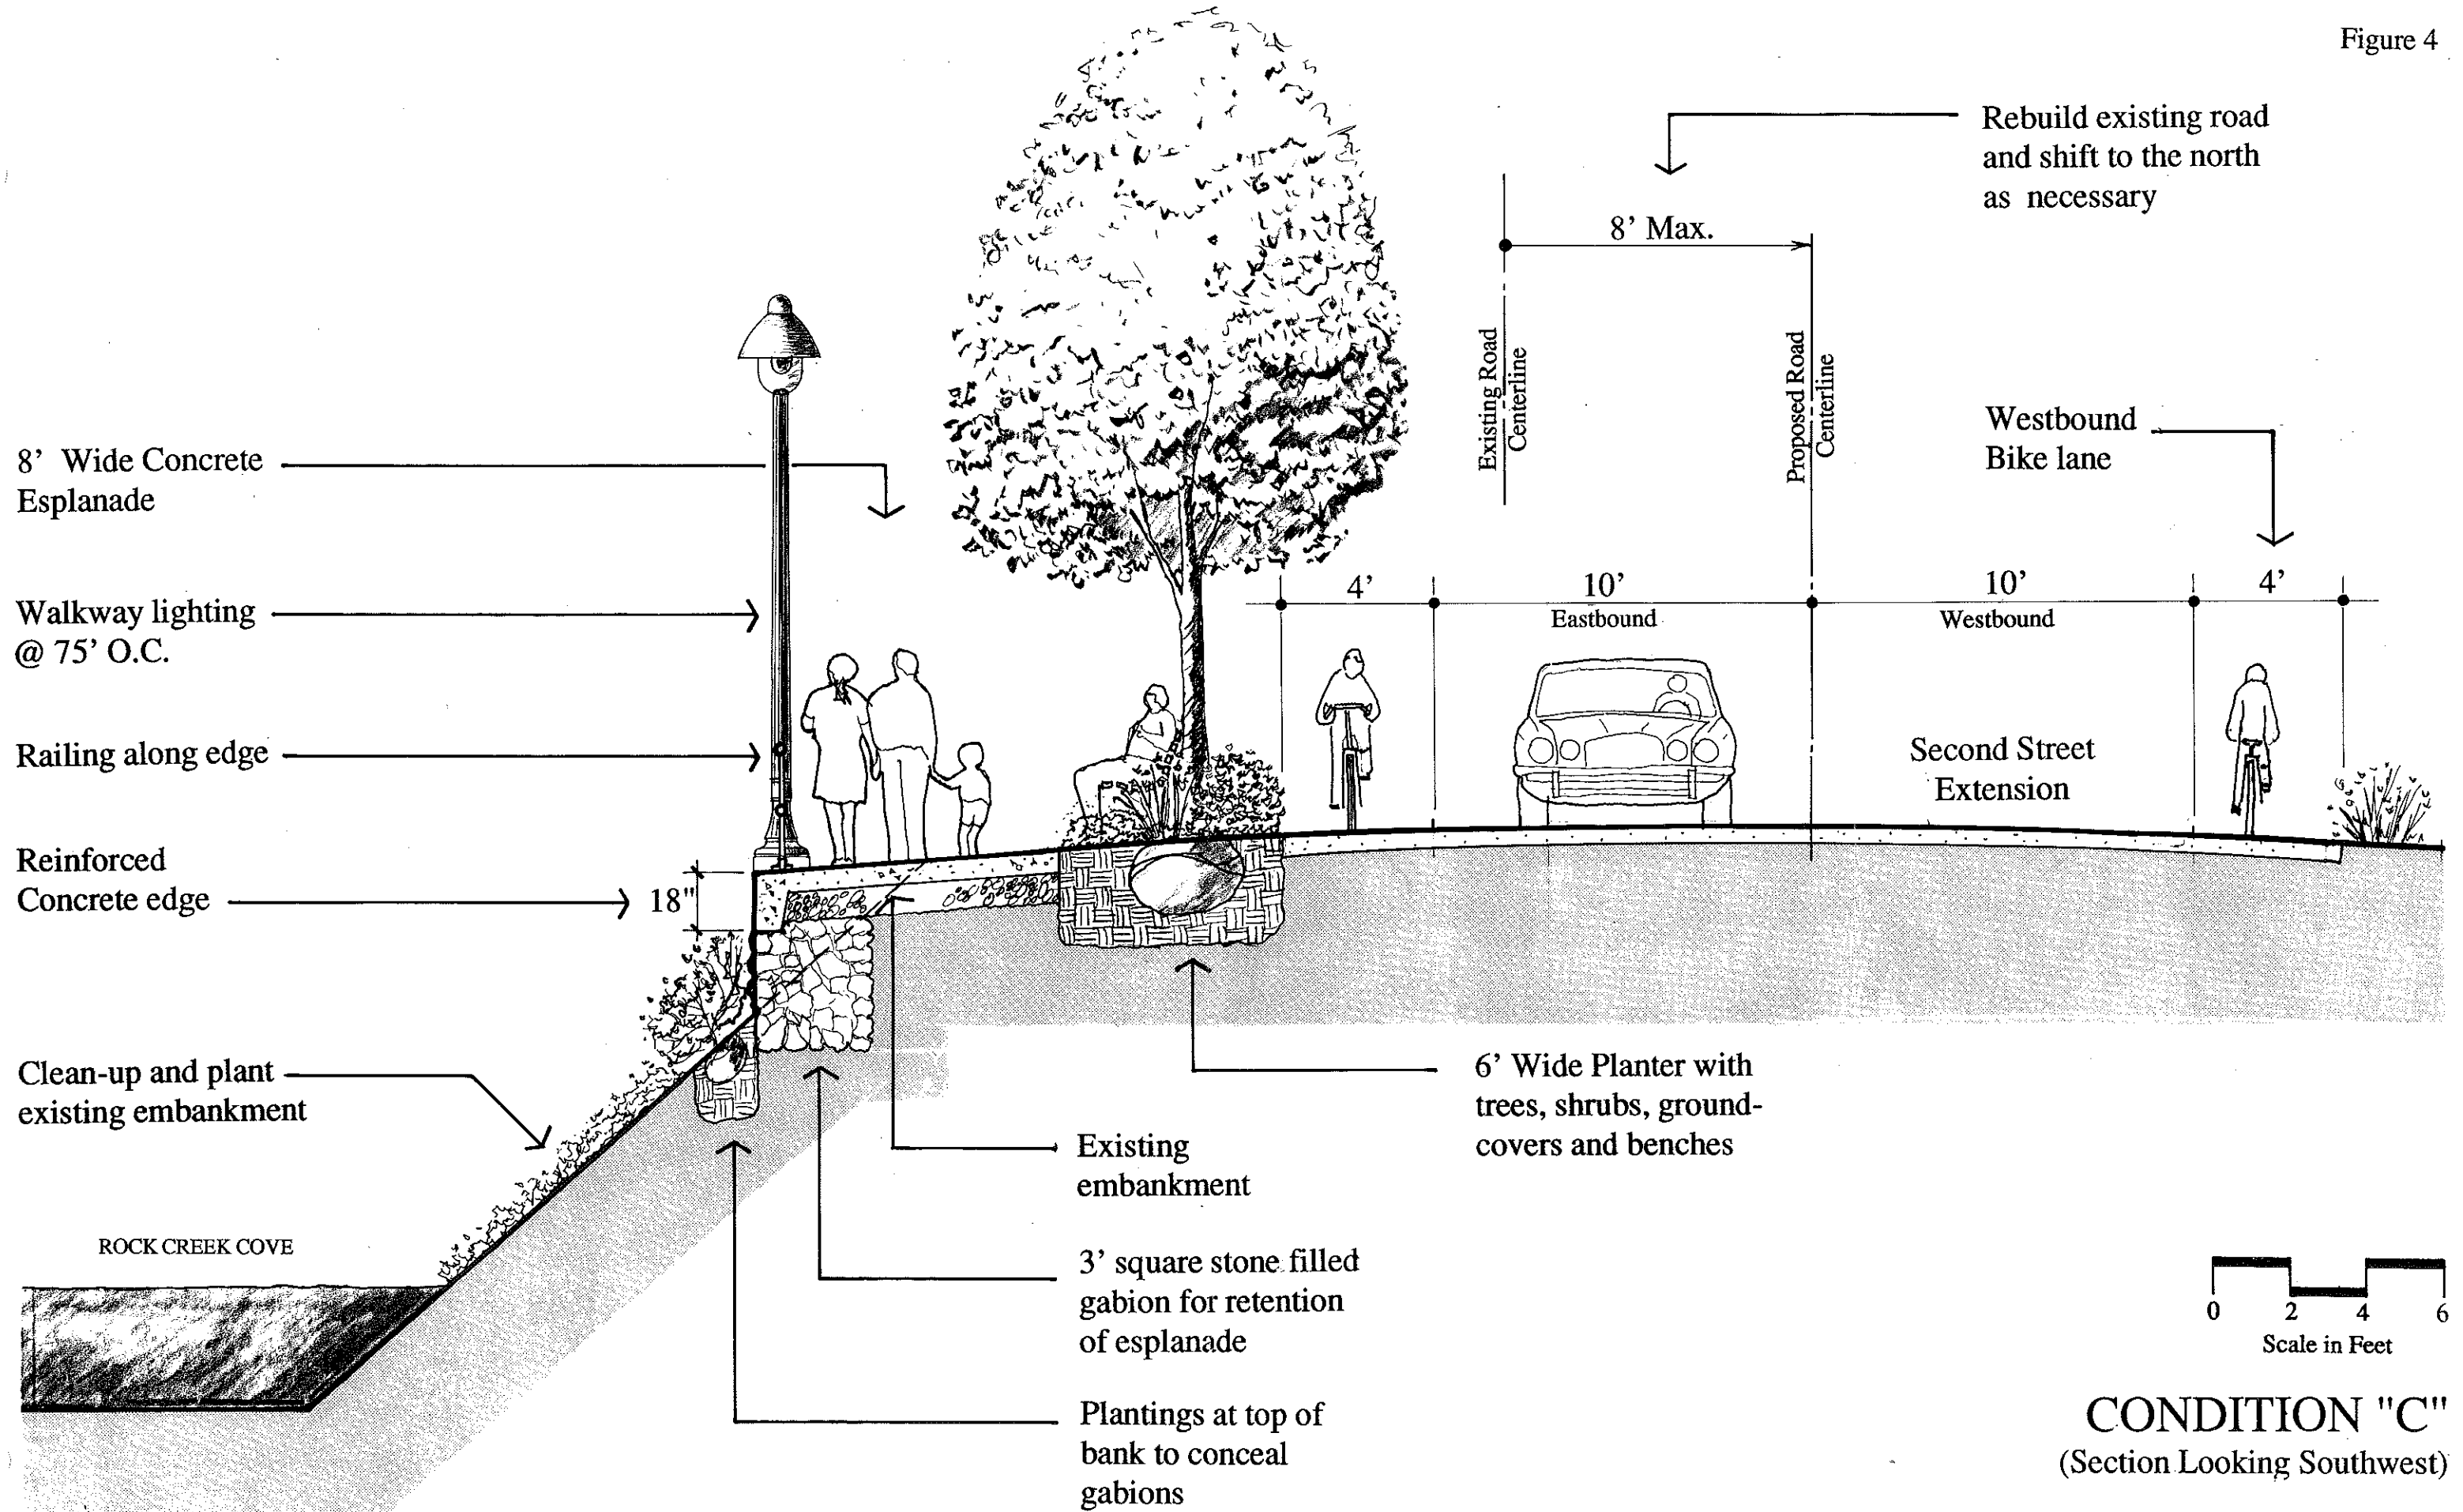 Figure 4
Rebuild existing road
and shift to the north
as necessary
8’ Max.
Existing Road
Centerline
Proposed Road
Centerline
Westbound
Bike lane
8’ Wide Concrete
Esplanade
4’
10’
10’
4’
Eastbound
Westbound
Walkway lighting
@ 75’ O.C.
Railing along edge
Second Street
Extension
Reinforced
Concrete edge
18"
Clean-up and plant
existing embankment
6’ Wide Planter with
trees, shrubs, ground-
covers and benches
Existing
embankment
ROCK CREEK COVE
3’ square stone filled
gabion for retention
of esplanade
0 2 4 6
Scale in Feet
Plantings at top of
bank to conceal
gabions
CONDITION "C"
(Section Looking Southwest)